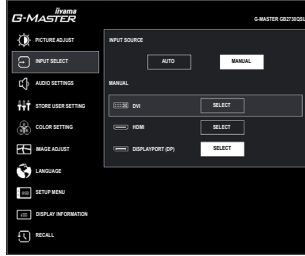 iiyama
G-MASTER
G-MASTER GB2730QSU
PICTURE ADJUST
INPUT SELECT
AUDIO SETTINGS
STORE USER SETTING
COLOR SETTING
IMAGE ADJUST
LANGUAGE
SETUP MENU
DISPLAY INFORMATION
RECALL
INPUT SOURCE
AUTO
MANUAL
MANUAL
DVI
SELECT
HDMI
SELECT
DISPLAYPORT (DP)
SELECT